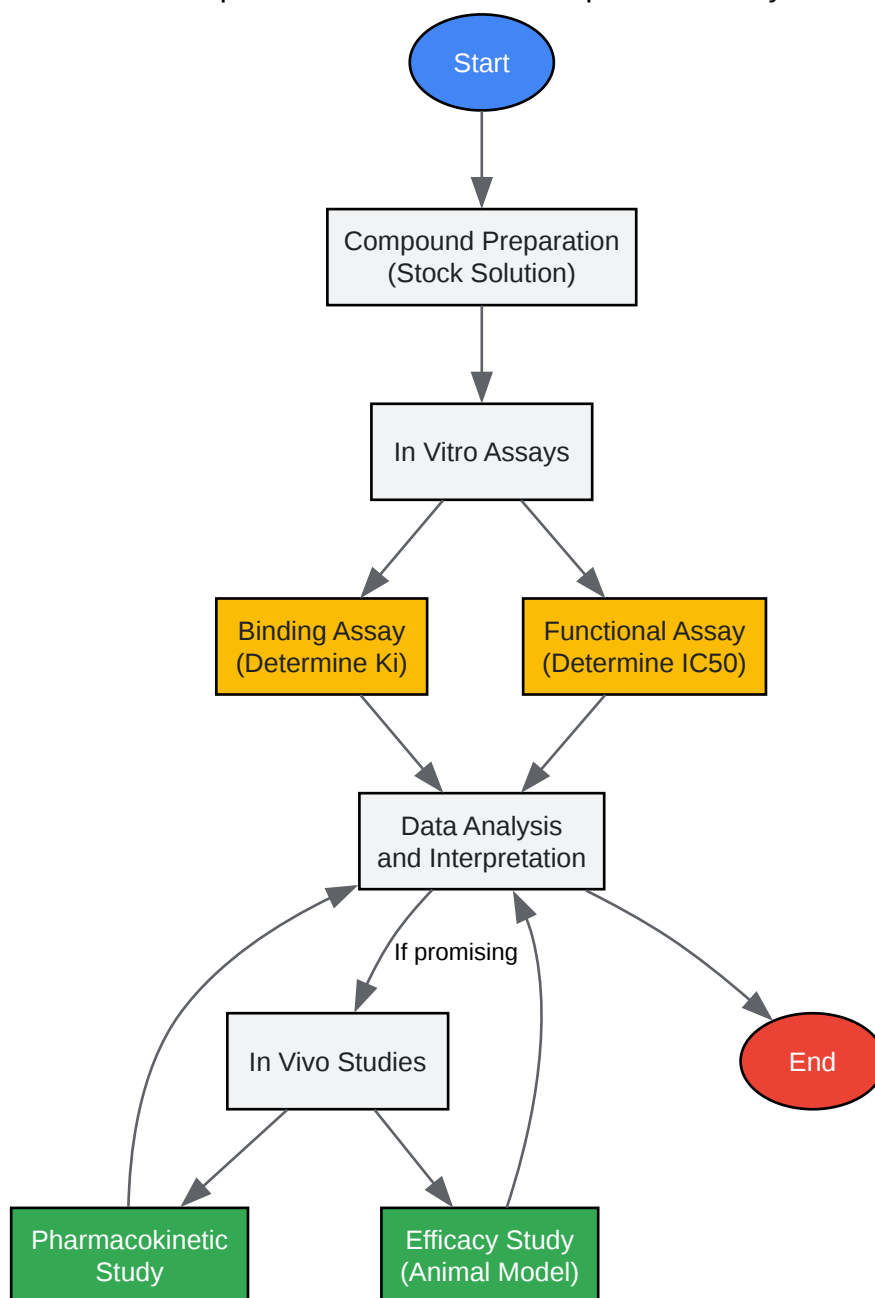 Start
Compound Preparation
(Stock Solution)
In Vitro Assays
Binding Assay
(Determine Ki)
Functional Assay
(Determine IC50)
Data Analysis
and Interpretation
If promising
In Vivo Studies
End
Pharmacokinetic
Study
Efficacy Study
(Animal Model)